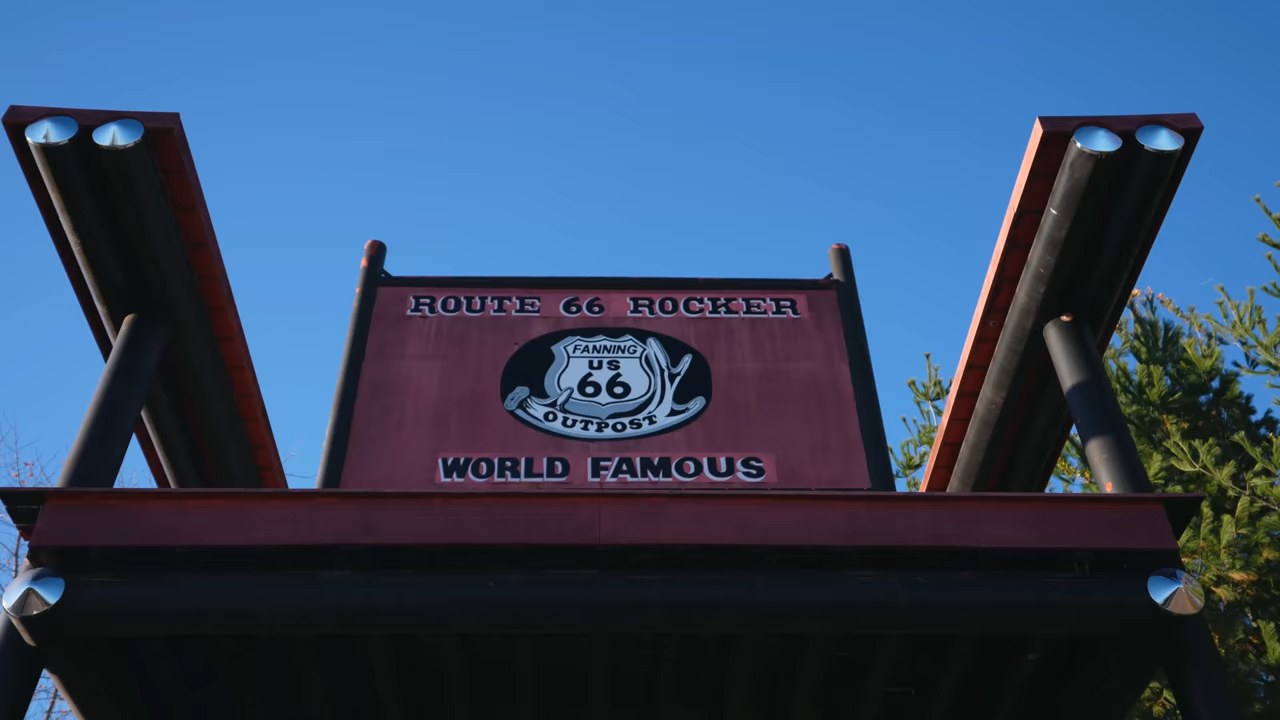 ROUTE 66 ROCKER
FANNING
US
66
OUTPOST
WORLD FAMOUS